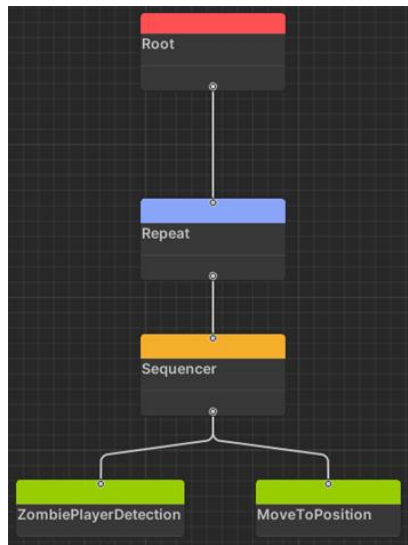 Root
Repeat
Sequencer
ZombiePlayerDetection
MoveToPosition